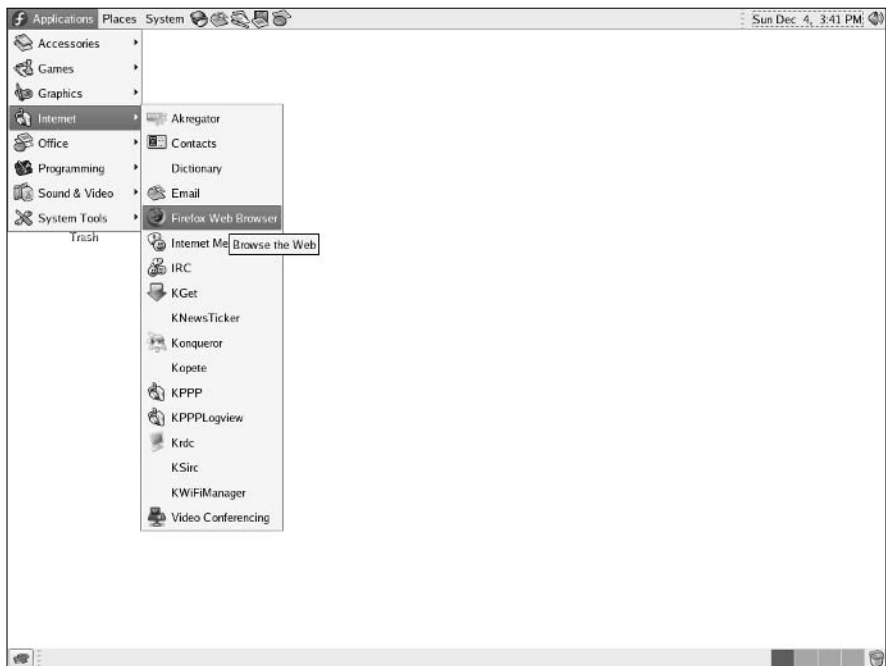 Applications Places System Sun Dec 4, 3:41 PM
Accessories
Games
Graphics
Internet
Office
Programming
Sound & Video
System Tools
Trash
Akregator
Contacts
Dictionary
Email
Firefox Web Browser
Internet Me
Browse the Web
IRC
KGet
KNewsTicker
Konqueror
Kopete
KPPP
KPPPLogview
Krdc
KSirc
KWiFiManager
Video Conferencing